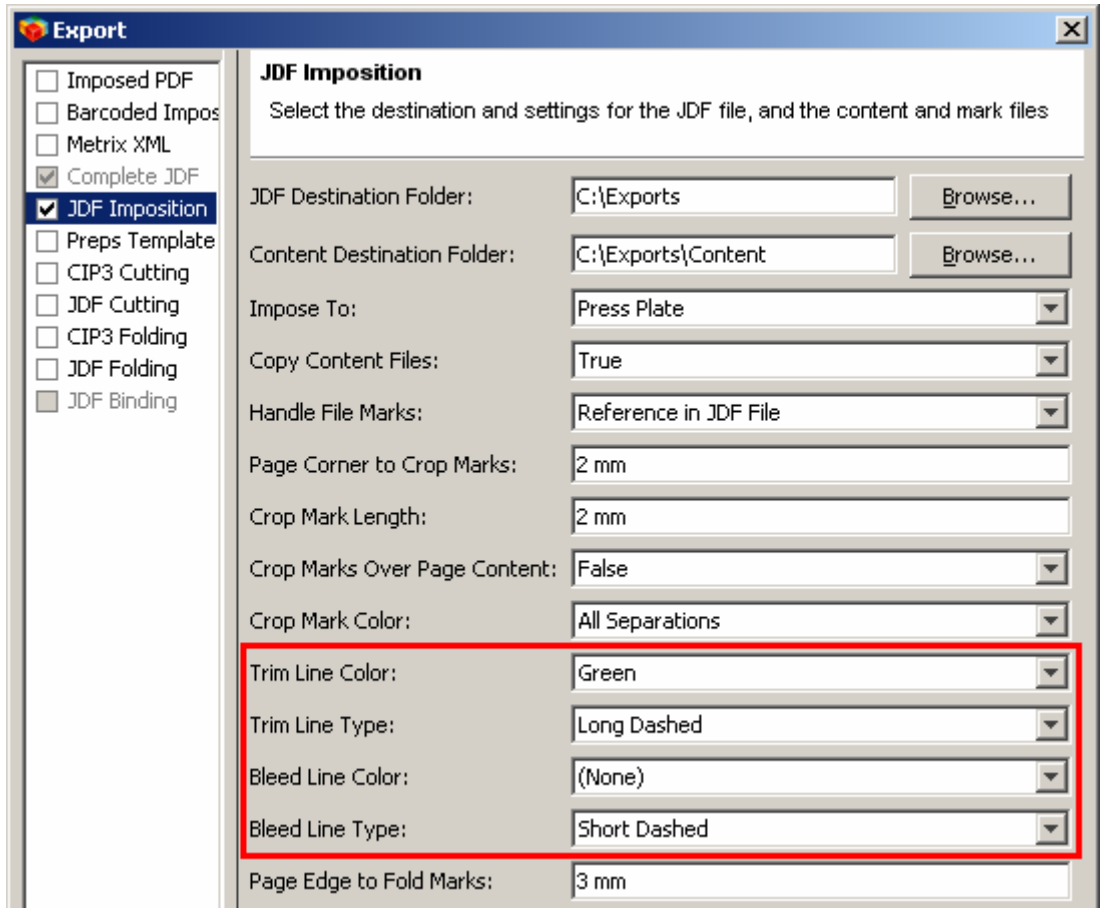 Export
Imposed PDF
Barcoded Impos
Metrix XML
Complete JDF
JDF Imposition
Preps Template
CIP3 Cutting
JDF Cutting
CIP3 Folding
JDF Folding
JDF Binding
JDF Imposition
Select the destination and settings for the JDF file, and the content and mark files
JDF Destination Folder: C:\Exports Browse...
Content Destination Folder: C:\Exports\Content Browse...
Impose To: Press Plate
Copy Content Files: True
Handle File Marks: Reference in JDF File
Page Corner to Crop Marks: 2 mm
Crop Mark Length: 2 mm
Crop Marks Over Page Content: False
Crop Mark Color: All Separations
Trim Line Color: Green
Trim Line Type: Long Dashed
Bleed Line Color: (None)
Bleed Line Type: Short Dashed
Page Edge to Fold Marks: 3 mm